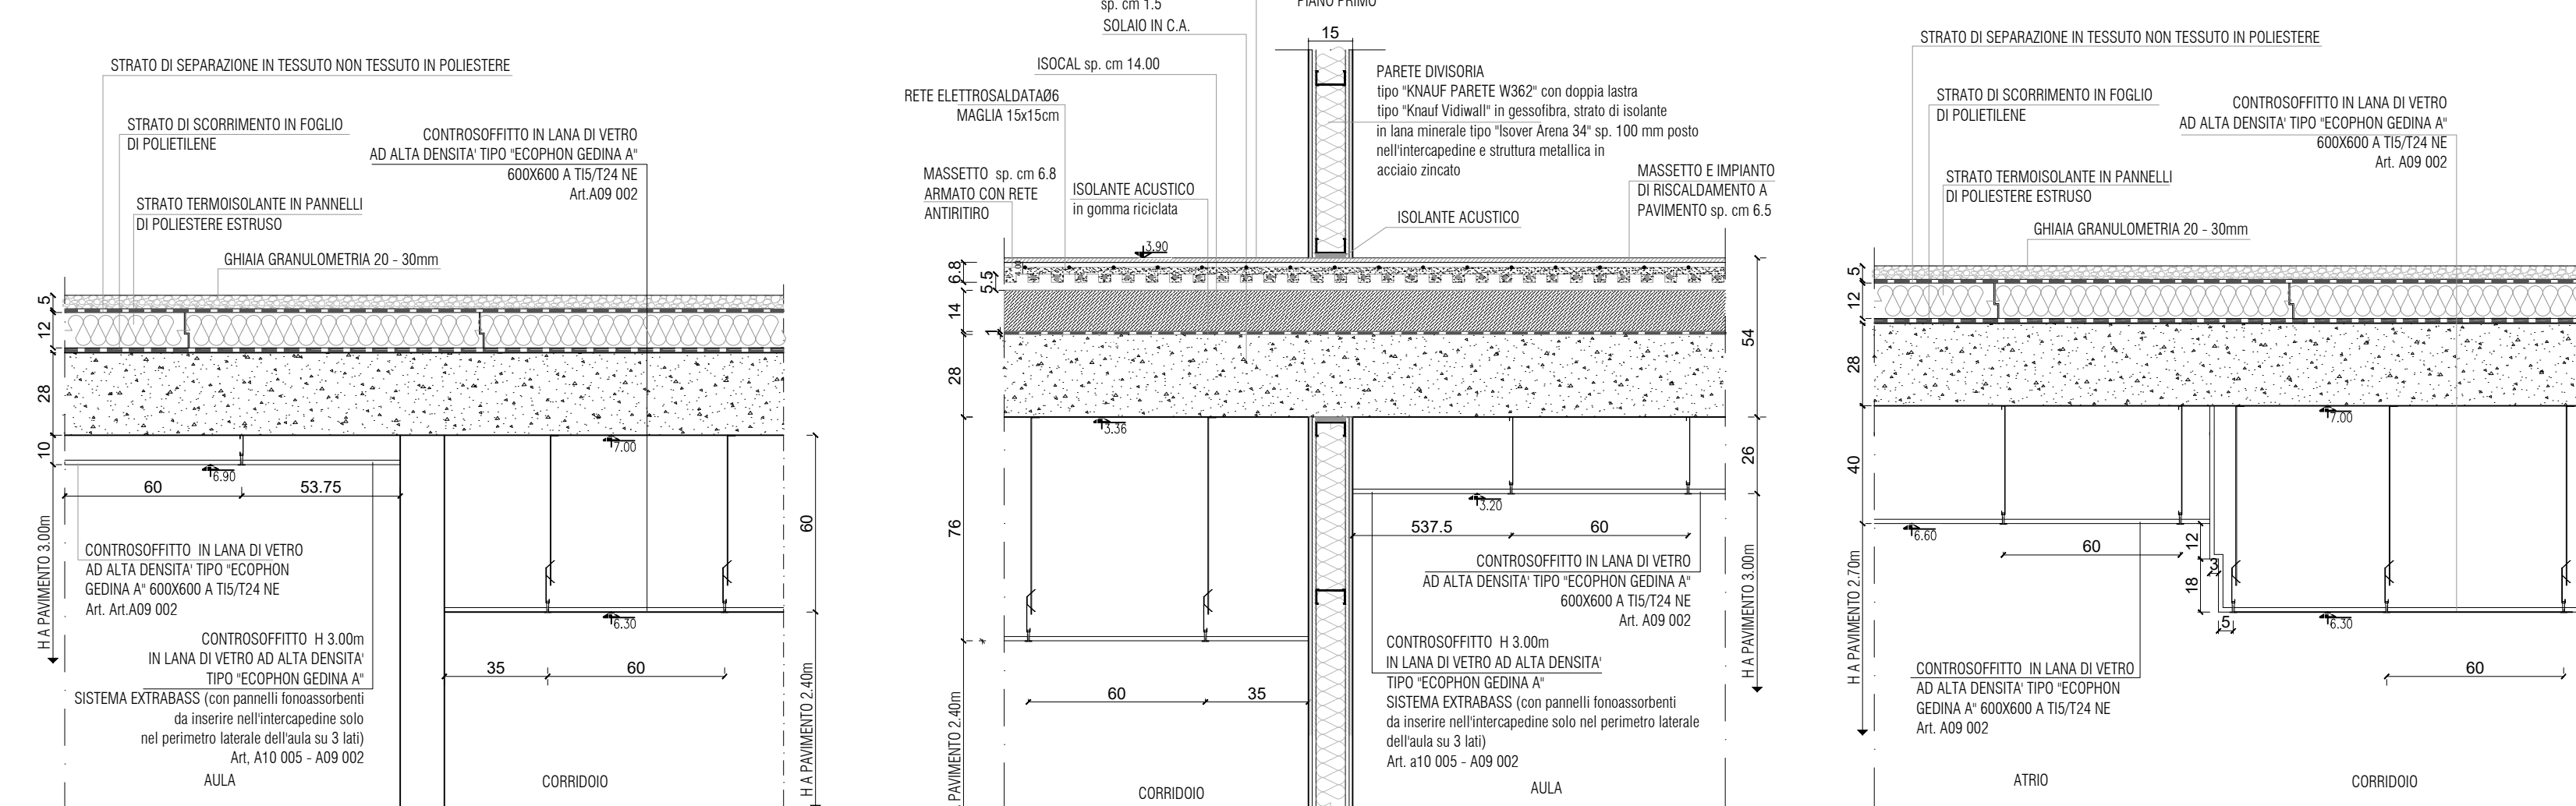 STRATO DI SEPARAZIONE IN TESSUTO NON TESSUTO IN POLIESTERE
STRATO DI SCORRIMENTO IN FOGLIO
DI POLIETILENE
CONTROSOFFITTO IN LANA DI VETRO
AD ALTA DENSITA' TIPO "ECOPHON GEDINA A"
600X600 A TI5/T24 NE
Art.A09 002
STRATO TERMOISOLANTE IN PANNELLI
DI POLIESTERE ESTRUSO
GHIAIA GRANULOMETRIA 20 - 30mm
5
12
28
10
7.00
6.90
60
53.75
60
H A PAVIMENTO 3.00m
CONTROSOFFITTO IN LANA DI VETRO
AD ALTA DENSITA' TIPO "ECOPHON
GEDINA A" 600X600 A TI5/T24 NE
Art. Art.A09 002
6.30
CONTROSOFFITTO H 3.00m
IN LANA DI VETRO AD ALTA DENSITA'
TIPO "ECOPHON GEDINA A"
SISTEMA EXTRABASS (con pannelli fonoassorbenti
da inserire nell'intercapedine solo
nel perimetro laterale dell'aula su 3 lati)
Art, A10 005 - A09 002
35
60
H A PAVIMENTO 2.40m
AULA
CORRIDOIO
sp. cm 1.5
SOLAIO IN C.A.
PIANO PRIMO
15
ISOCAL sp. cm 14.00
RETE ELETTROSALDATAØ6
MAGLIA 15x15cm
PARETE DIVISORIA
tipo "KNAUF PARETE W362" con doppia lastra
tipo "Knauf Vidiwall" in gessofibra, strato di isolante
in lana minerale tipo "Isover Arena 34" sp. 100 mm posto
nell'intercapedine e struttura metallica in
acciaio zincato
MASSETTO sp. cm 6.8
ARMATO CON RETE
ANTIRITIRO
ISOLANTE ACUSTICO
in gomma riciclata
ISOLANTE ACUSTICO
MASSETTO E IMPIANTO
DI RISCALDAMENTO A
PAVIMENTO sp. cm 6.5
3.90
6.8
5.5
4.00
14
1
28
54
3.36
26
3.20
76
537.5
60
CONTROSOFFITTO IN LANA DI VETRO
AD ALTA DENSITA' TIPO "ECOPHON GEDINA A"
600X600 A TI5/T24 NE
Art. A09 002
H A PAVIMENTO 3.00m
CONTROSOFFITTO H 3.00m
IN LANA DI VETRO AD ALTA DENSITA'
TIPO "ECOPHON GEDINA A"
SISTEMA EXTRABASS (con pannelli fonoassorbenti
da inserire nell'intercapedine solo nel perimetro laterale
dell'aula su 3 lati)
Art. a10 005 - A09 002
60
35
PAVIMENTO 2.40m
CORRIDOIO
AULA
STRATO DI SEPARAZIONE IN TESSUTO NON TESSUTO IN POLIESTERE
STRATO DI SCORRIMENTO IN FOGLIO
DI POLIETILENE
CONTROSOFFITTO IN LANA DI VETRO
AD ALTA DENSITA' TIPO "ECOPHON GEDINA A"
600X600 A TI5/T24 NE
Art. A09 002
STRATO TERMOISOLANTE IN PANNELLI
DI POLIESTERE ESTRUSO
GHIAIA GRANULOMETRIA 20 - 30mm
5
12
28
40
7.00
6.60
60
12
3
18
5
6.30
H A PAVIMENTO 2.70m
60
CONTROSOFFITTO IN LANA DI VETRO
AD ALTA DENSITA' TIPO "ECOPHON
GEDINA A" 600X600 A TI5/T24 NE
Art. A09 002
ATRIO
CORRIDOIO